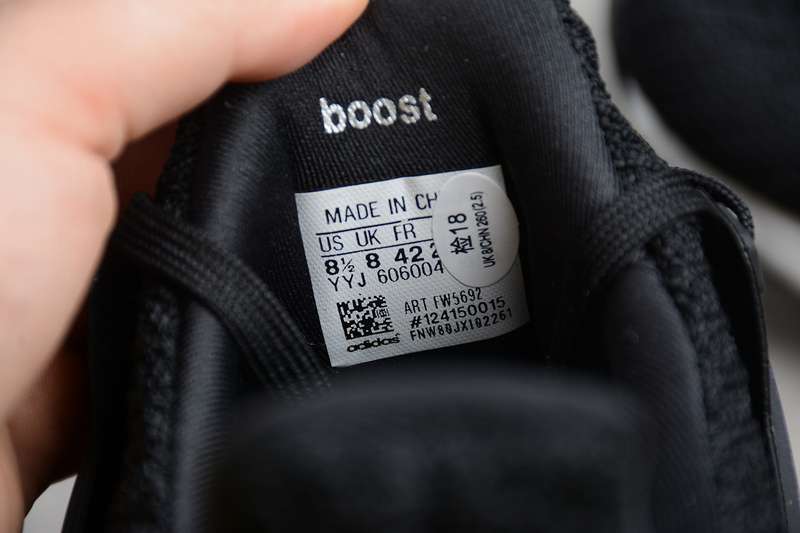 boost
MADE IN CH
US UK FR
8½ 8 42
YYJ 606004
ART FW5692
#124150015
FNW88JX192261
adidas
检18
UK 8/CHN 260(2.5)